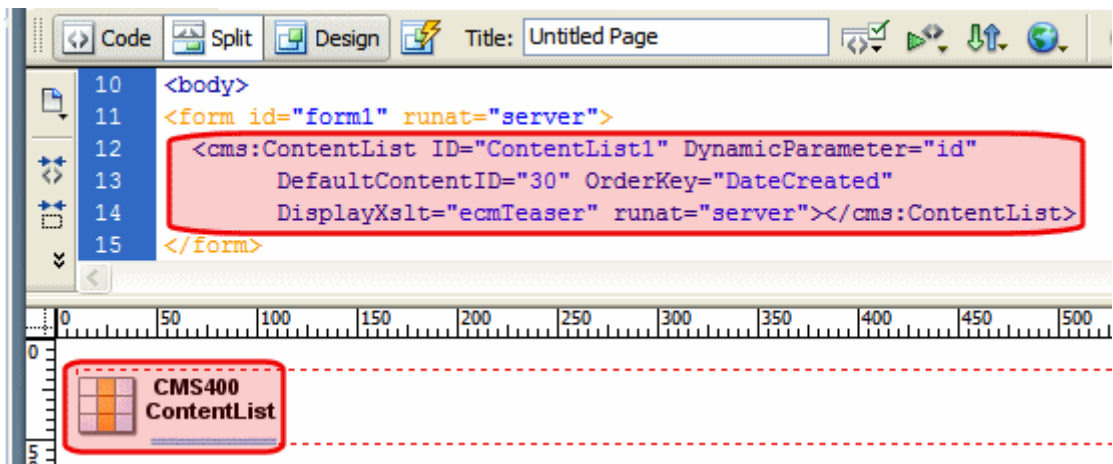 Code Split Design Title: Untitled Page
10 <body>
11 <form id="form1" runat="server">
12 <cms:ContentList ID="ContentList1" DynamicParameter="id"
13 DefaultContentID="30" OrderKey="DateCreated"
14 DisplayXslt="ecmTeaser" runat="server"></cms:ContentList>
15 </form>
0 50 100 150 200 250 300 350 400 450 500
0
CMS400
ContentList
5